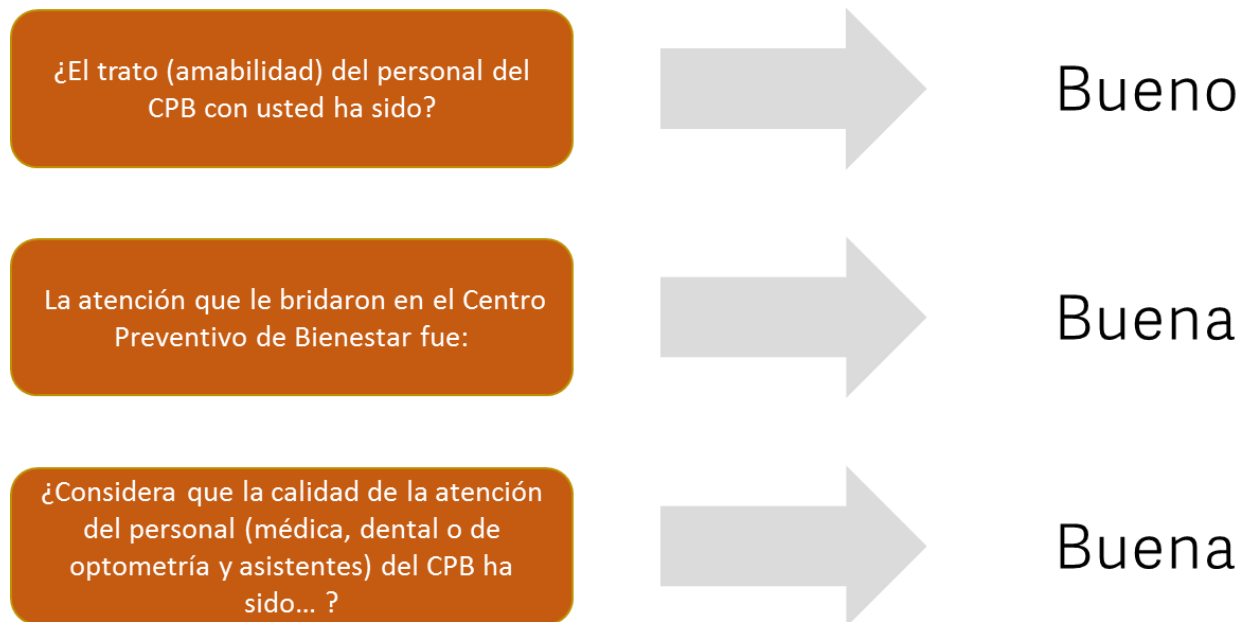 ¿El trato (amabilidad) del personal del
CPB con usted ha sido?
Bueno
La atención que le bridaron en el Centro
Preventivo de Bienestar fue:
Buena
¿Considera que la calidad de la atención
del personal (médica, dental o de
optometría y asistentes) del CPB ha
sido... ?
Buena